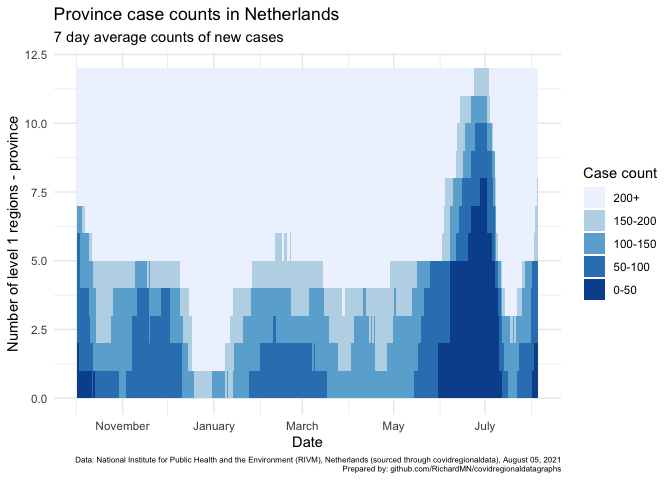 Province case counts in Netherlands
7 day average counts of new cases
Number of level 1 regions - province
12.5
10.0
7.5
5.0
2.5
0.0
November
January
March
May
July
Date
Case count
200+
150-200
100-150
50-100
0-50
Data: National Institute for Public Health and the Environment (RIVM), Netherlands (sourced through covidregionaldata), August 05, 2021
Prepared by: github.com/RichardMN/covidregionaldatagraphs